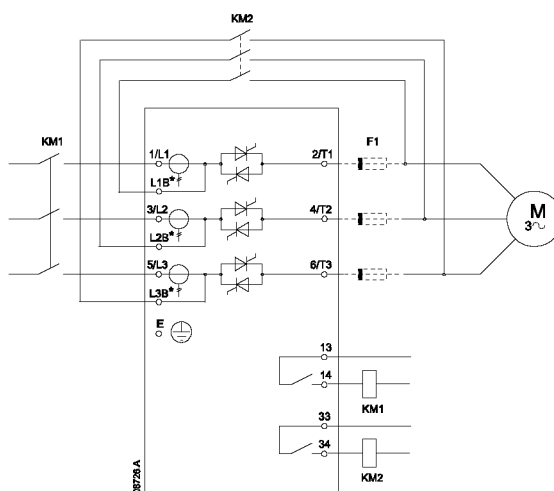 KM2
KM1
1/L1
2/T1
F1
L1B*
3/L2
4/T2
M
3~
L2B*
5/L3
6/T3
L3B*
E
13
14
KM1
33
34
KM2